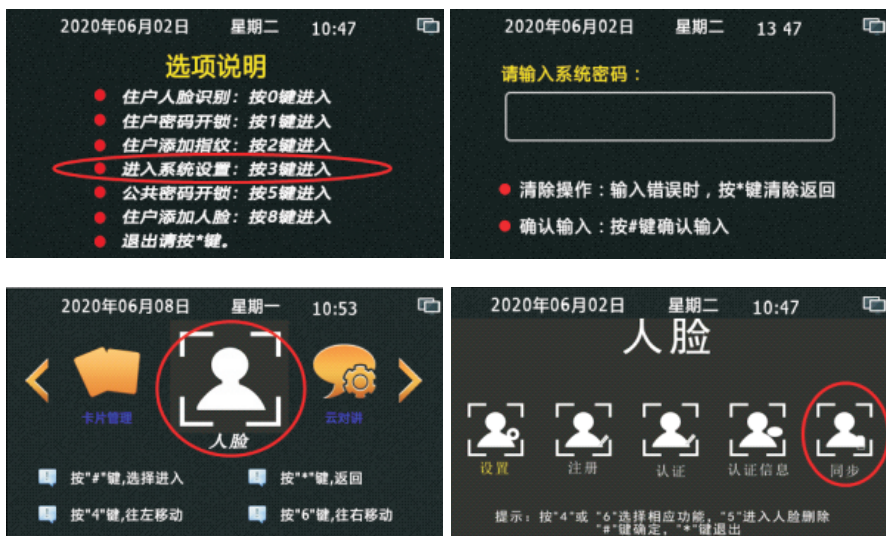 2020年06月02日 星期二 10:47
选项说明
住户人脸识别：按0键进入
住户密码开锁：按1键进入
住户添加指纹：按2键进入
进入系统设置：按3键进入
公共密码开锁：按5键进入
住户添加人脸：按8键进入
退出请按*键。
2020年06月02日 星期二 13 47
请输入系统密码：
清除操作：输入错误时，按*键清除返回
确认输入：按#键确认输入
2020年06月08日 星期一 10:53
卡片管理
人脸
云对讲
按"#"键,选择进入
按"*"键,返回
按"4"键,往左移动
按"6"键,往右移动
2020年06月02日 星期二 10:47
人脸
设置 注册 认证 认证信息 同步
提示：按"4"或 "6"选择相应功能，"5"进入人脸删除
"#"键确定，"*"键退出